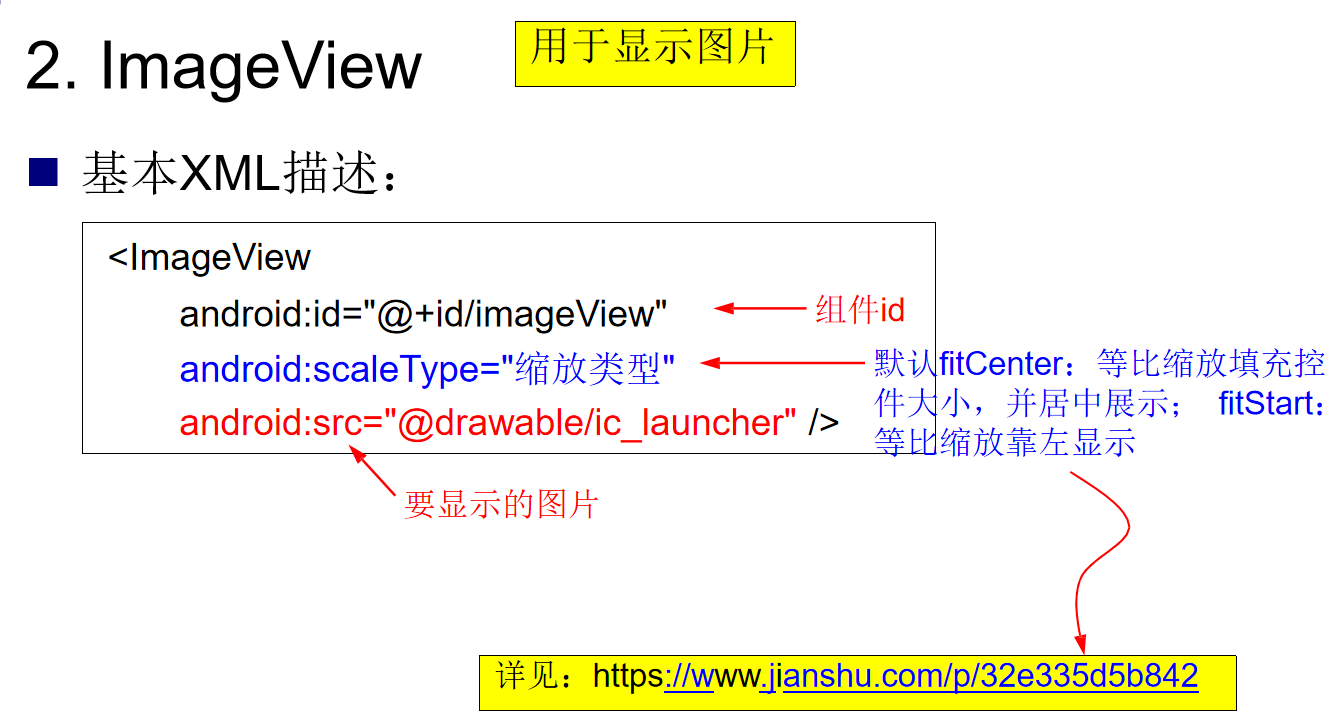 2. ImageView
用于显示图片
基本XML描述：
<ImageView
android:id="@+id/imageView"
组件id
android:scaleType="缩放类型"
默认fitCenter：等比缩放填充控
件大小，并居中展示； fitStart：
等比缩放靠左显示
android:src="@drawable/ic_launcher" />
要显示的图片
详见：https://www.jianshu.com/p/32e335d5b842